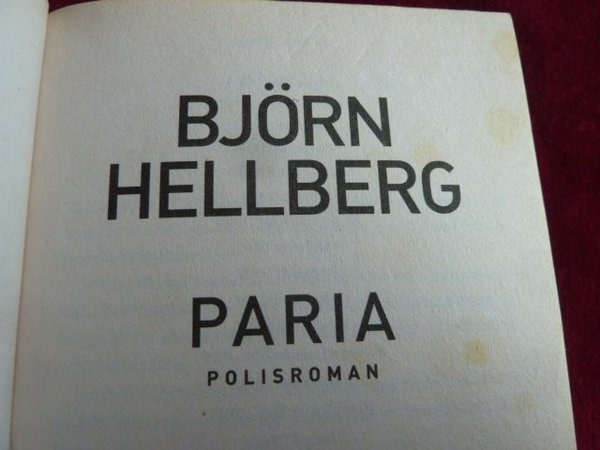 BJÖRN
HELLBERG
PARIA
POLISROMAN